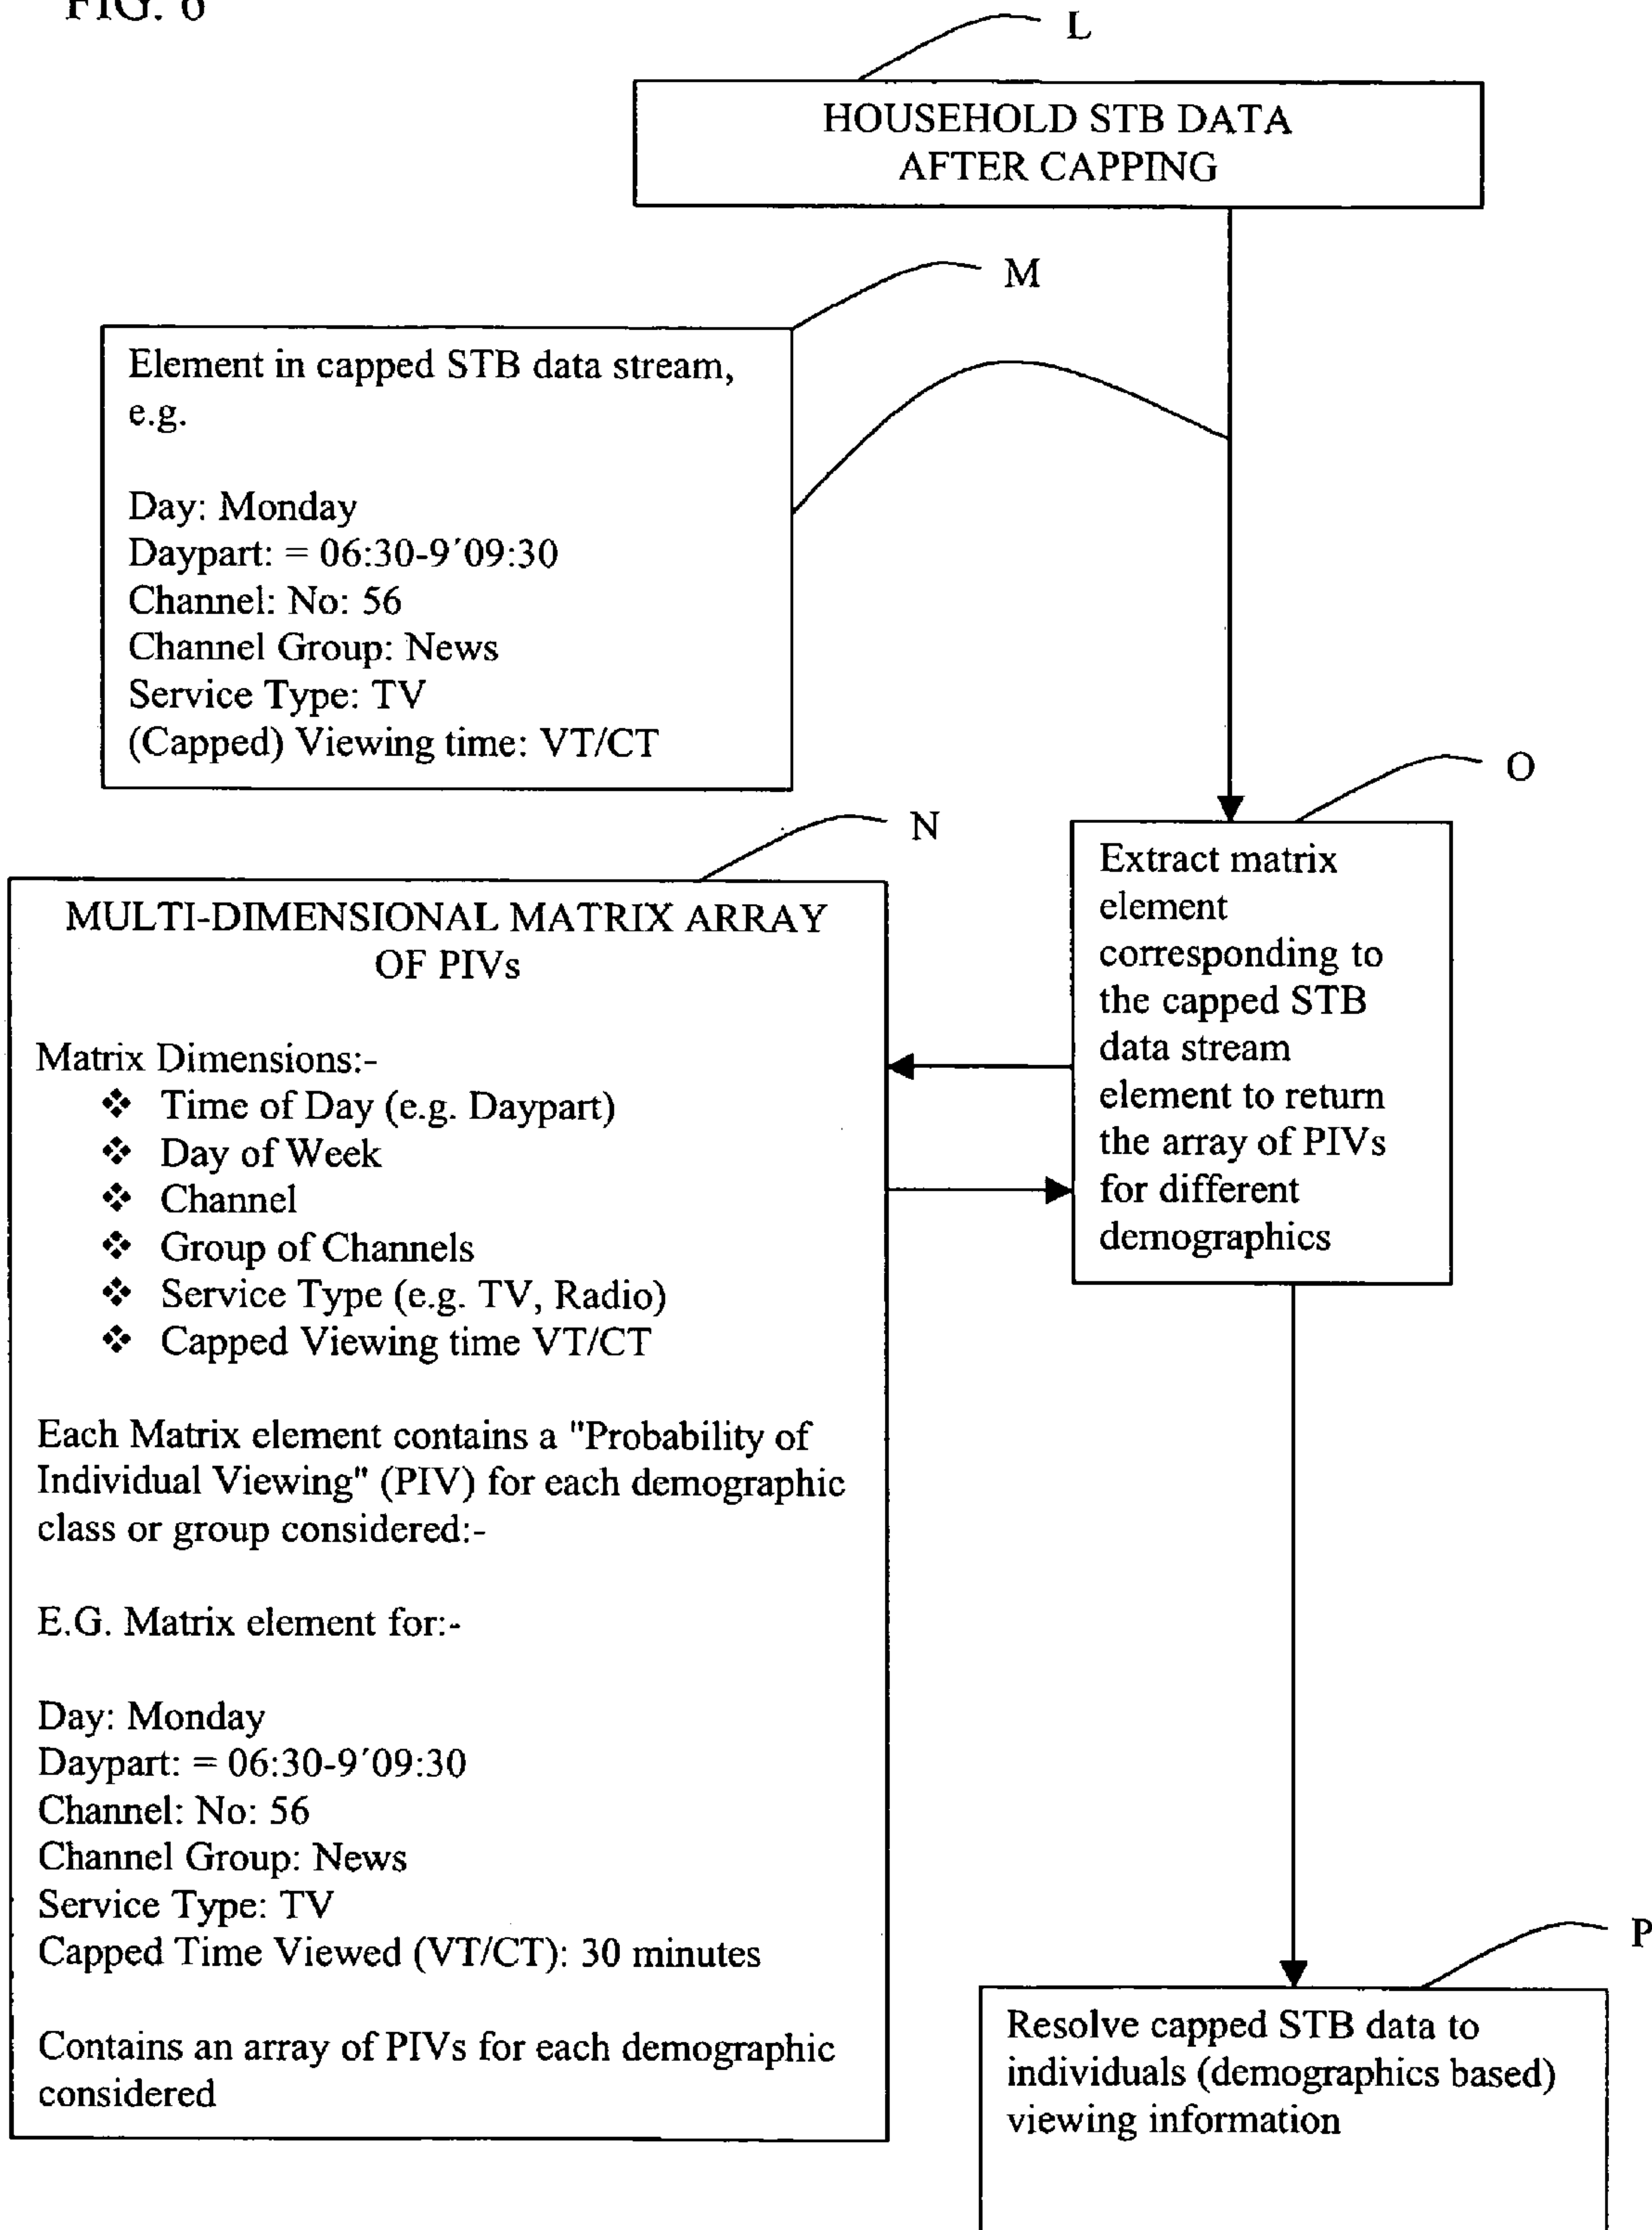 FIG. 6
L
HOUSEHOLD STB DATA
AFTER CAPPING
M
Element in capped STB data stream,
e.g.
Day: Monday
Daypart: = 06:30-9´09:30
Channel: No: 56
Channel Group: News
Service Type: TV
(Capped) Viewing time: VT/CT
O
Extract matrix
element
corresponding to
the capped STB
data stream
element to return
the array of PIVs
for different
demographics
N
MULTI-DIMENSIONAL MATRIX ARRAY
OF PIVs
Matrix Dimensions:-
❖ Time of Day (e.g. Daypart)
❖ Day of Week
❖ Channel
❖ Group of Channels
❖ Service Type (e.g. TV, Radio)
❖ Capped Viewing time VT/CT
Each Matrix element contains a "Probability of
Individual Viewing" (PIV) for each demographic
class or group considered:-
E.G. Matrix element for:-
Day: Monday
Daypart: = 06:30-9´09:30
Channel: No: 56
Channel Group: News
Service Type: TV
Capped Time Viewed (VT/CT): 30 minutes
Contains an array of PIVs for each demographic
considered
P
Resolve capped STB data to
individuals (demographics based)
viewing information